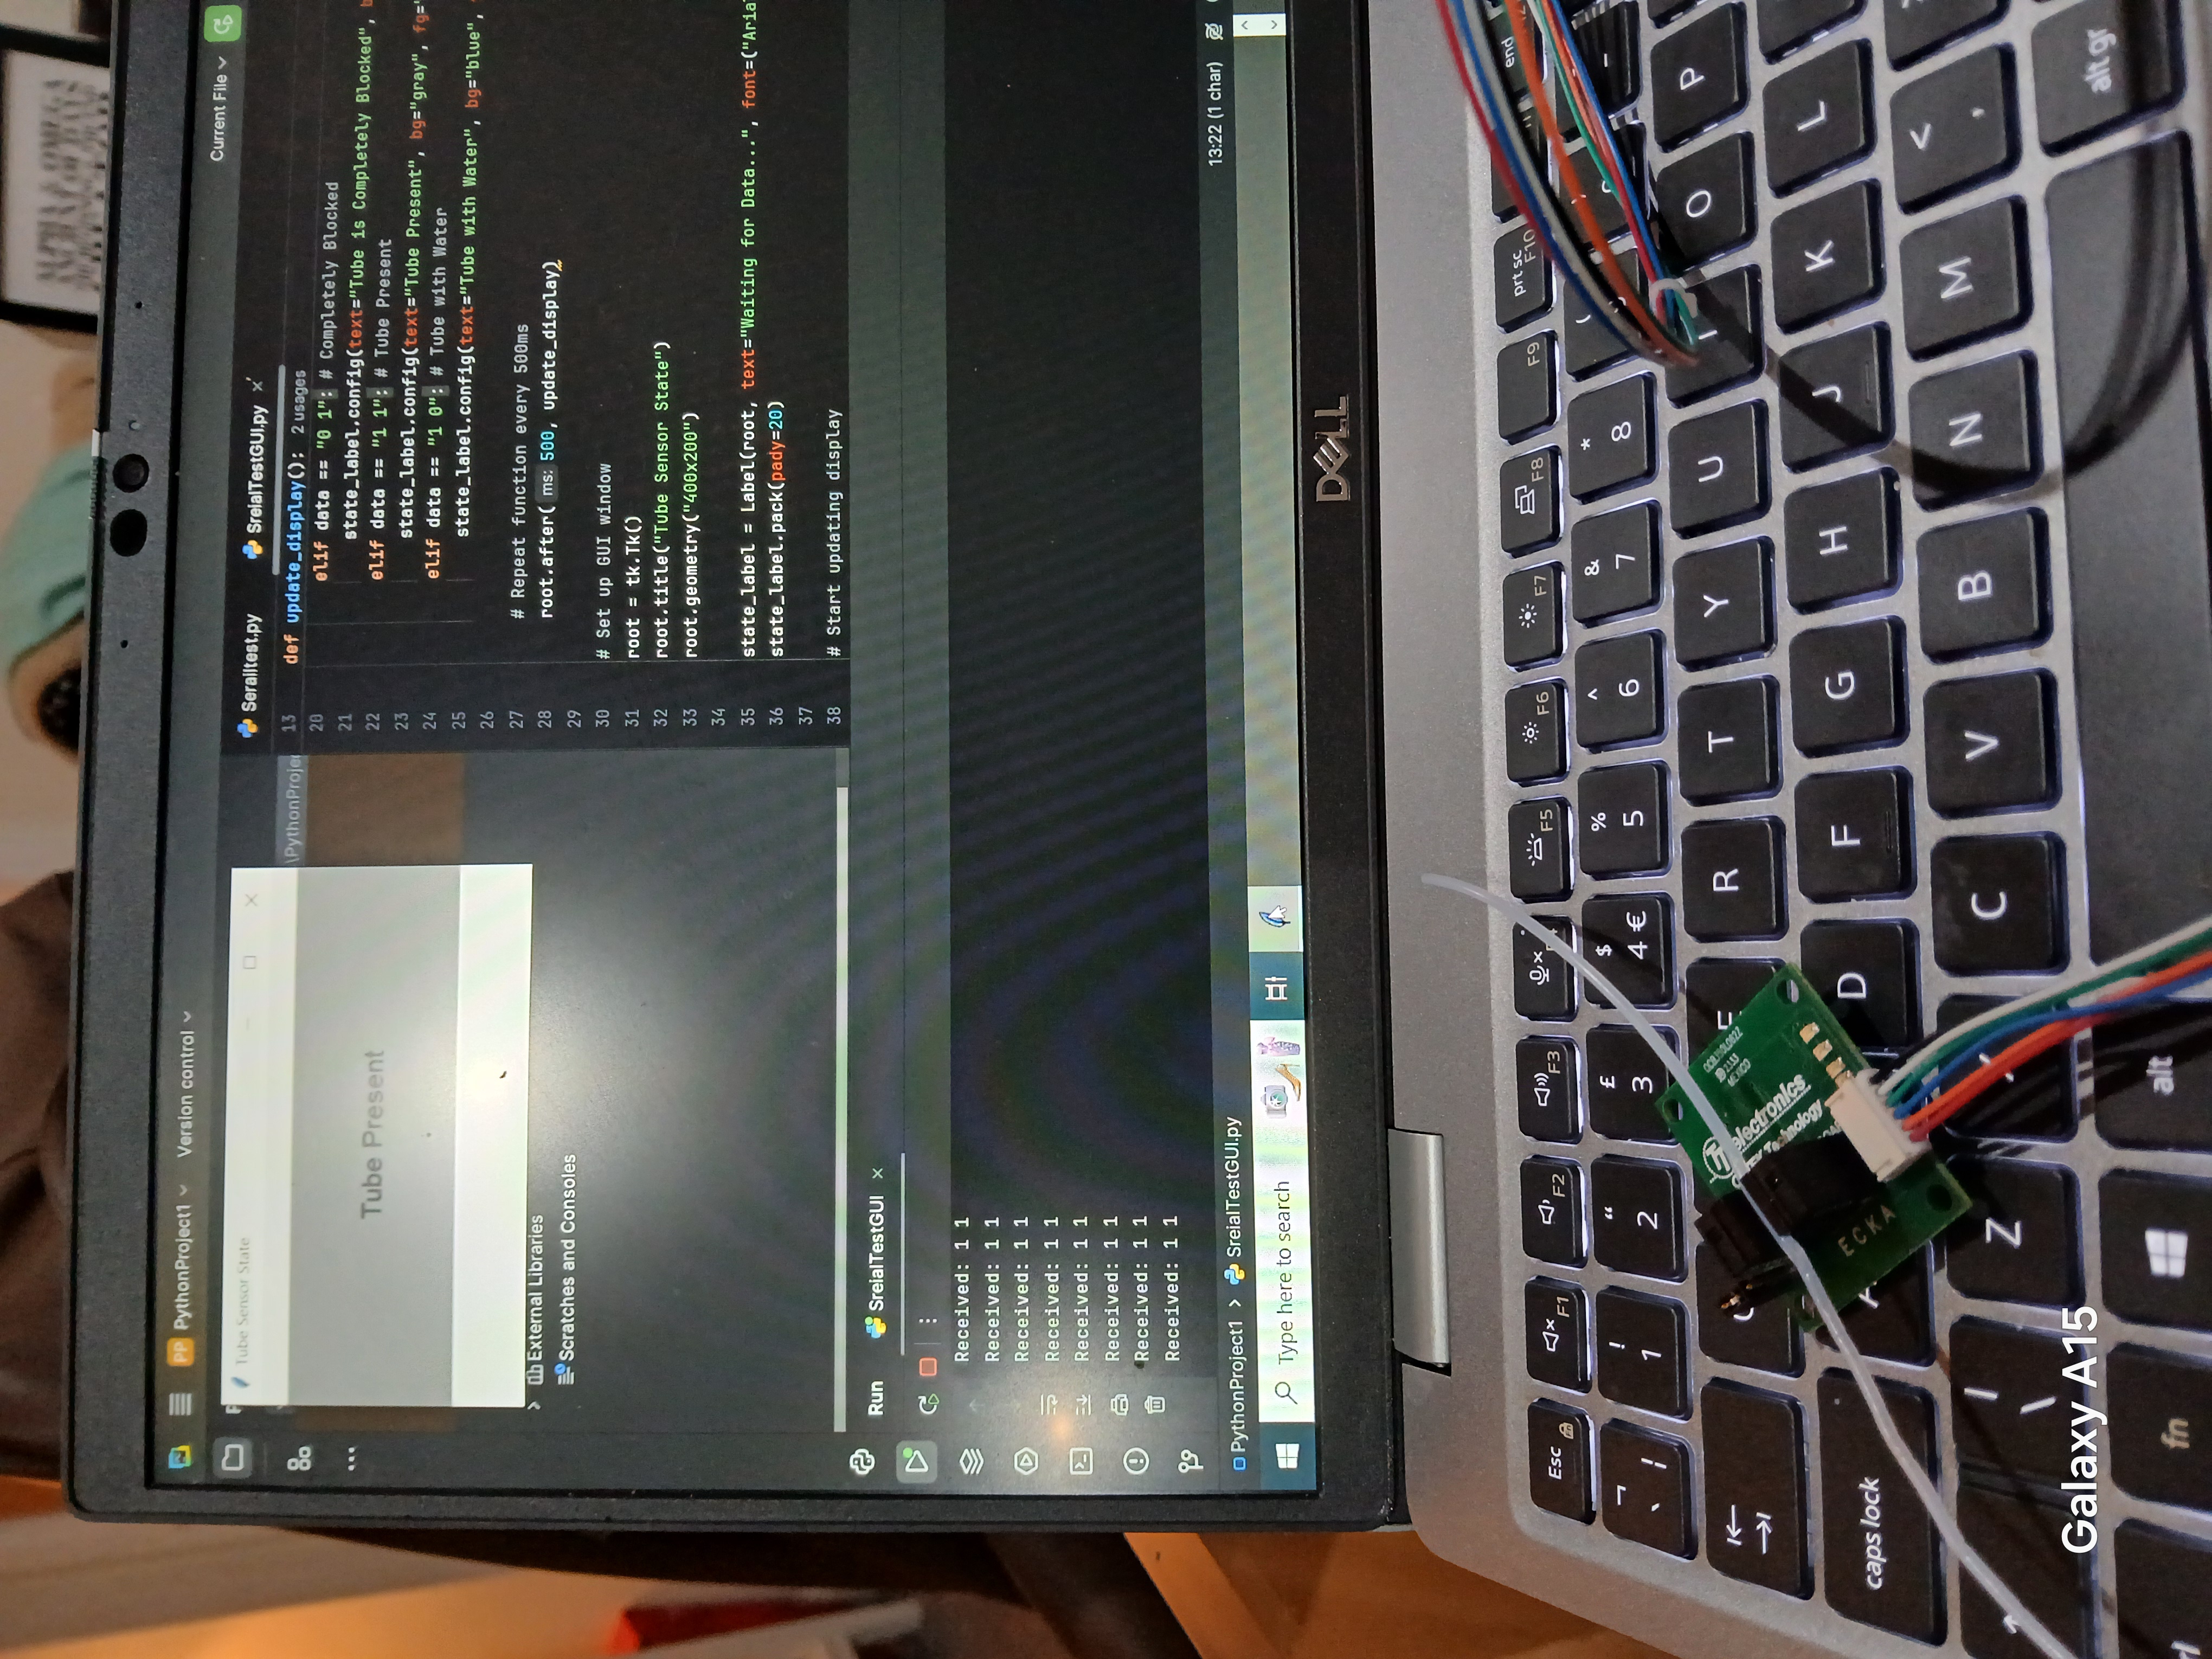 ALPHA & OMEGA
PP PythonProject1
Version control
Current File
Tube Sensor State
Tube Present
\PythonProje
External Libraries
Scratches and Consoles
Serailtest.py
SreialTestGUI.py
13 def update_display(): 2 usages
20 elif data == "0 1": # Completely Blocked
21 state_label.config(text="Tube is Completely Blocked", b
22 elif data == "1 1": # Tube Present
23 state_label.config(text="Tube Present", bg="gray", fg="
24 elif data == "1 0": # Tube with Water
25 state_label.config(text="Tube with Water", bg="blue",
26
27 # Repeat function every 500ms
28 root.after( ms: 500, update_display)
29
30 # Set up GUI window
31 root = tk.Tk()
32 root.title("Tube Sensor State")
33 root.geometry("400x200")
34
35 state_label = Label(root, text="Waiting for Data...", font=("Aria
36 state_label.pack(pady=20)
37
38 # Start updating display
Run
SreialTestGUI
Received: 1 1
Received: 1 1
Received: 1 1
Received: 1 1
Received: 1 1
Received: 1 1
Received: 1 1
Received: 1 1
13:22 (1 char)
PythonProject1 > SreialTestGUI.py
Type here to search
DELL
Esc F1 F2 F3 F5 F6 F7 F8 F9 prt sc F10 end
! 1 “ 2 £ 3 $ 4 € % 5 ^ 6 & 7 * 8
R T Y U I O P
caps lock A D F G H J K L
\ Z C V B N M < ,
fn alt alt gr
electronics
Technology
MEXICO
ECKA
Galaxy A15